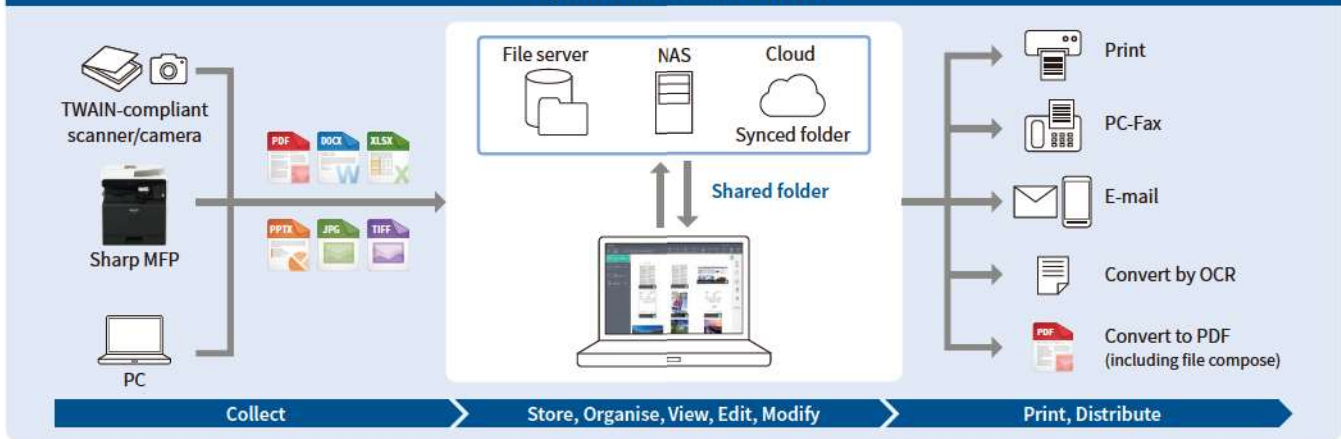 TWAIN-compliant
scanner/camera
Sharp MFP
PC
PDF
DOCX
XLSX
PPTX
JPG
TIFF
File server
NAS
Cloud
Synced folder
Shared folder
Print
PC-Fax
E-mail
Convert by OCR
PDF
Convert to PDF
(including file compose)
Collect
Store, Organise, View, Edit, Modify
Print, Distribute